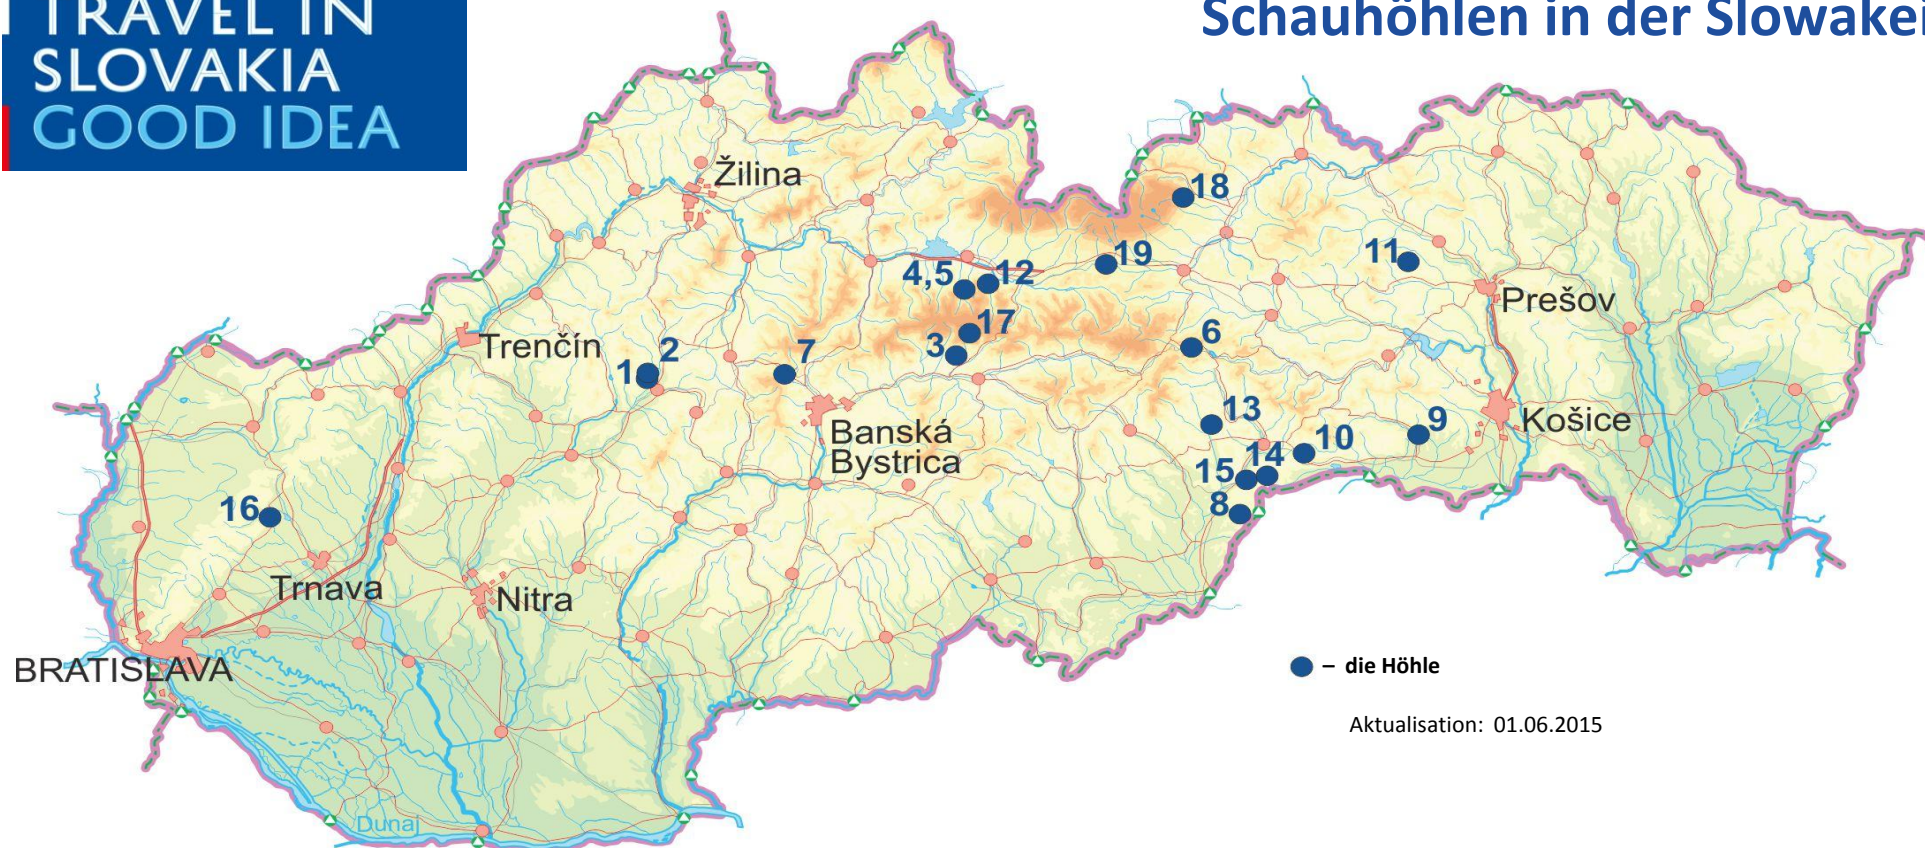 TRAVEL IN
SLOVAKIA
GOOD IDEA
Schauhöhlen in der Slowakei
Žilina
18
19
11
4,5
12
Prešov
17
Trenčín
2
1
7
3
6
13
9
Košice
Banská
Bystrica
10
14
15
8
16
Trnava
Nitra
BRATISLAVA
– die Höhle
Aktualisation: 01.06.2015
Dunaj